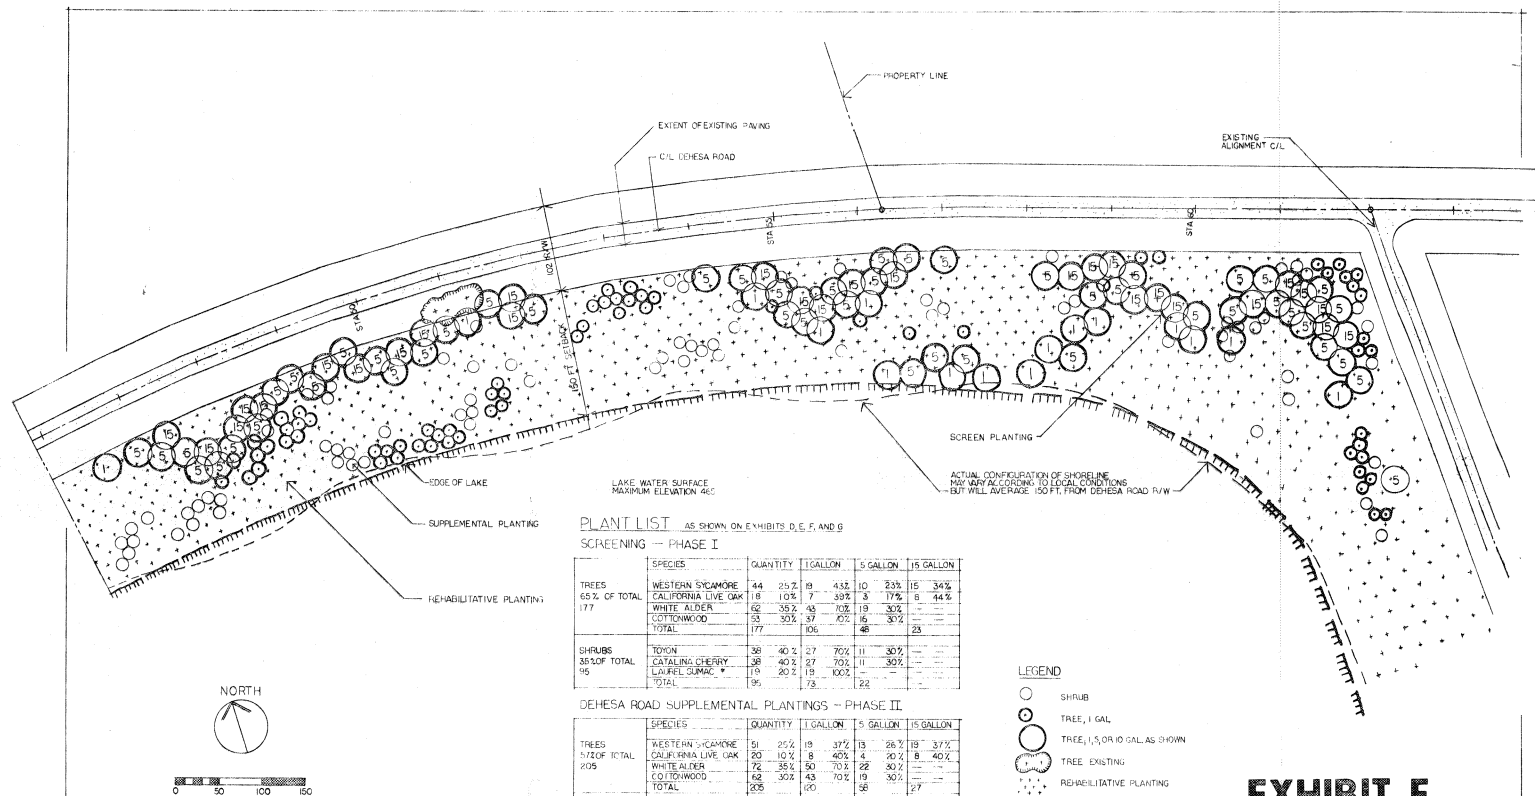 PROPERTY LINE
EXTENT OF EXISTING PAVING
C/L DEHESA ROAD
EXISTING
ALIGNMENT C/L
STA 50
STA 55
STA 60
102 R/W
150 FT. SETBACK
SCREEN PLANTING
ACTUAL CONFIGURATION OF SHORELINE
MAY VARY ACCORDING TO LOCAL CONDITIONS
BUT WILL AVERAGE 150 FT. FROM DEHESA ROAD R/W
EDGE OF LAKE
LAKE WATER SURFACE
MAXIMUM ELEVATION
SUPPLEMENTAL PLANTING
REHABILITATIVE PLANTING
PLANT LIST AS SHOWN ON EXHIBITS D, E, F, AND G
SCREENING - PHASE I
SPECIES QUANTITY 1 GALLON 5 GALLON 15 GALLON
TREES WESTERN SYCAMORE 44 25% 19 43% 10 23% 15 34%
65% OF TOTAL CALIFORNIA LIVE OAK 18 10% 7 39% 3 17% 8 44%
177 WHITE ALDER 62 35% 43 70% 19 30% — —
COTTONWOOD 53 30% 37 70% 16 30% — —
TOTAL 177 106 48 23
SHRUBS TOYON 38 40% 27 70% 11 30% — —
35% OF TOTAL CATALINA CHERRY 38 40% 27 70% 11 30% — —
95 LAUREL SUMAC * 19 20% 19 100% — — — —
TOTAL 95 73 22 —
DEHESA ROAD SUPPLEMENTAL PLANTINGS - PHASE II
SPECIES QUANTITY 1 GALLON 5 GALLON 15 GALLON
TREES WESTERN SYCAMORE 51 25% 19 37% 13 26% 19 37%
57% OF TOTAL CALIFORNIA LIVE OAK 20 10% 8 40% 4 20% 8 40%
205 WHITE ALDER 72 35% 50 70% 22 30% — —
COTTONWOOD 62 30% 43 70% 19 30% — —
TOTAL 205 120 58 27
NORTH
0 50 100 150
LEGEND
SHRUB
TREE, 1 GAL
TREE, 1, 5, OR 10 GAL. AS SHOWN
TREE EXISTING
REHABILITATIVE PLANTING
EXHIBIT